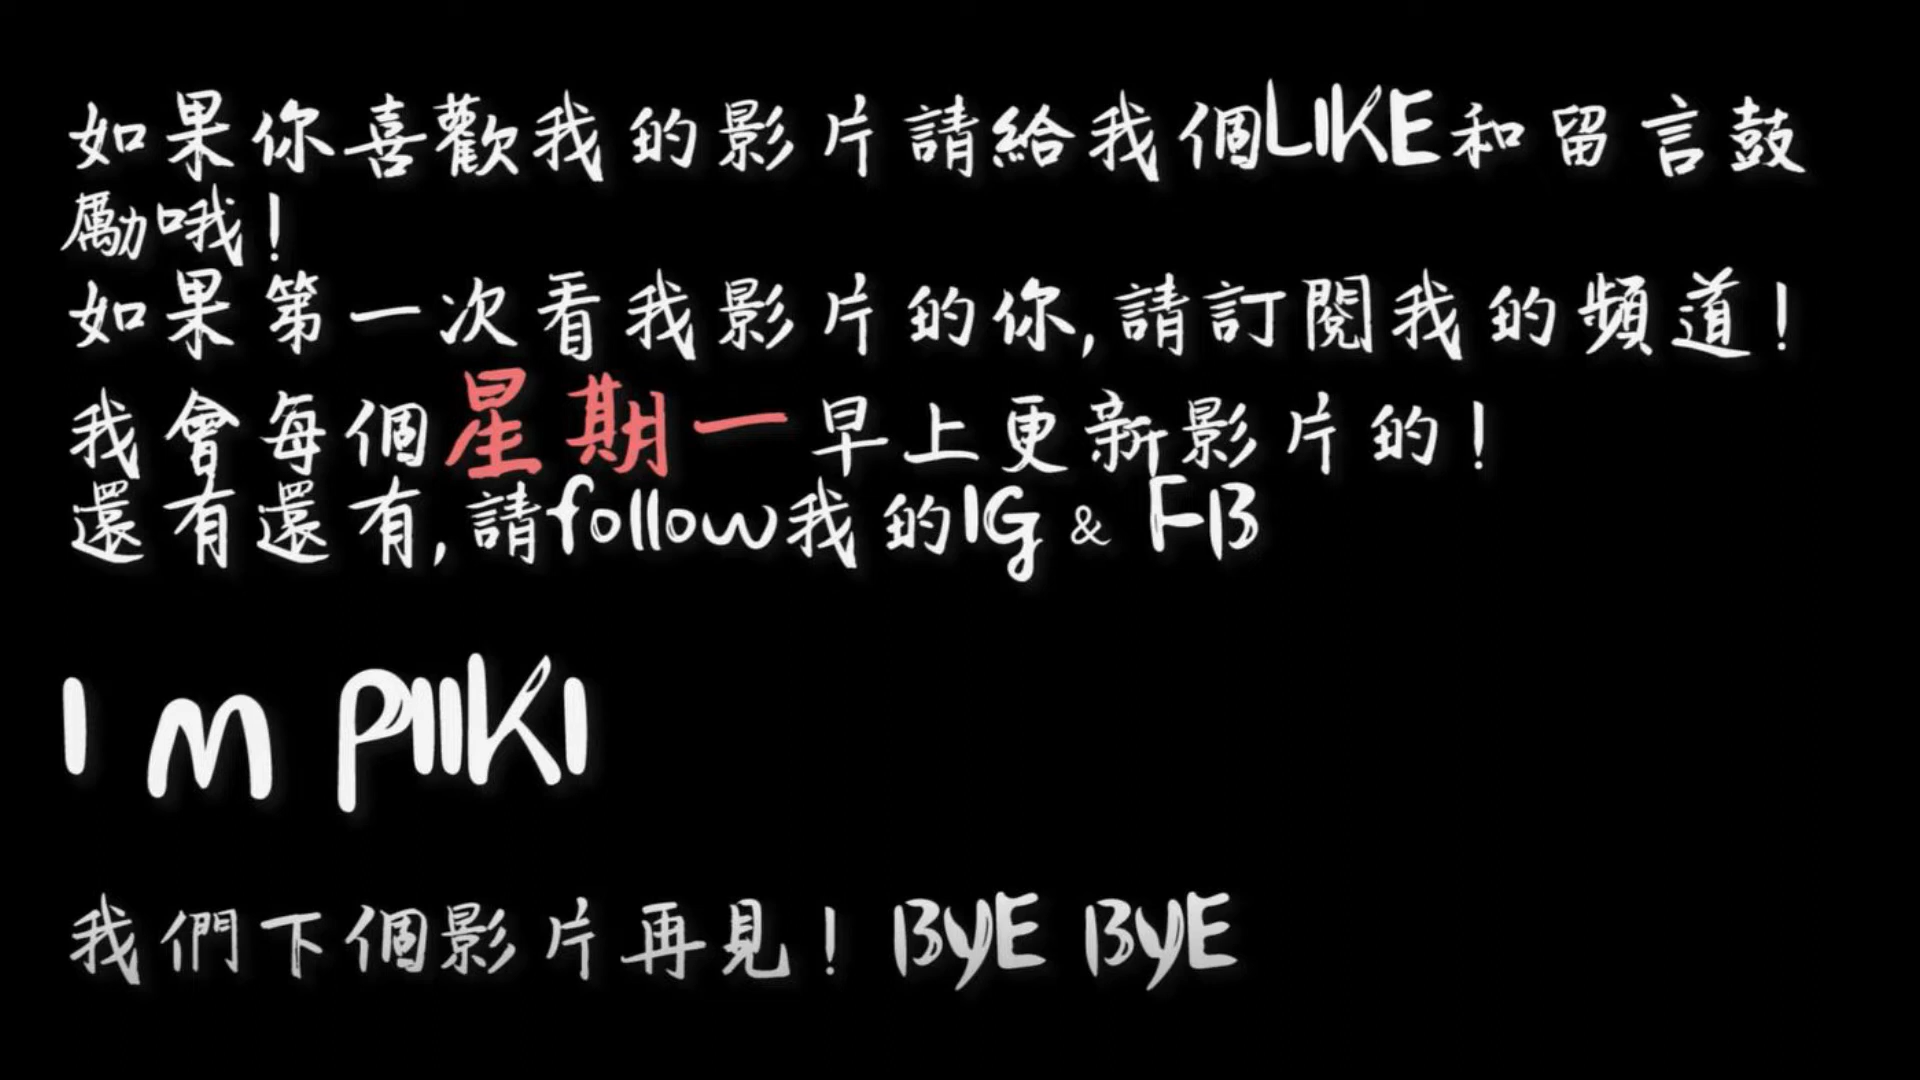 如果你喜歡我的影片請給我個LIKE和留言鼓
勵哦!
如果第一次看我影片的你,請訂閱我的頻道!
我會每個星期一早上更新影片的!
還有還有,請follow我的IG & FB
I m PIIKI
我們下個影片再見! BYE BYE